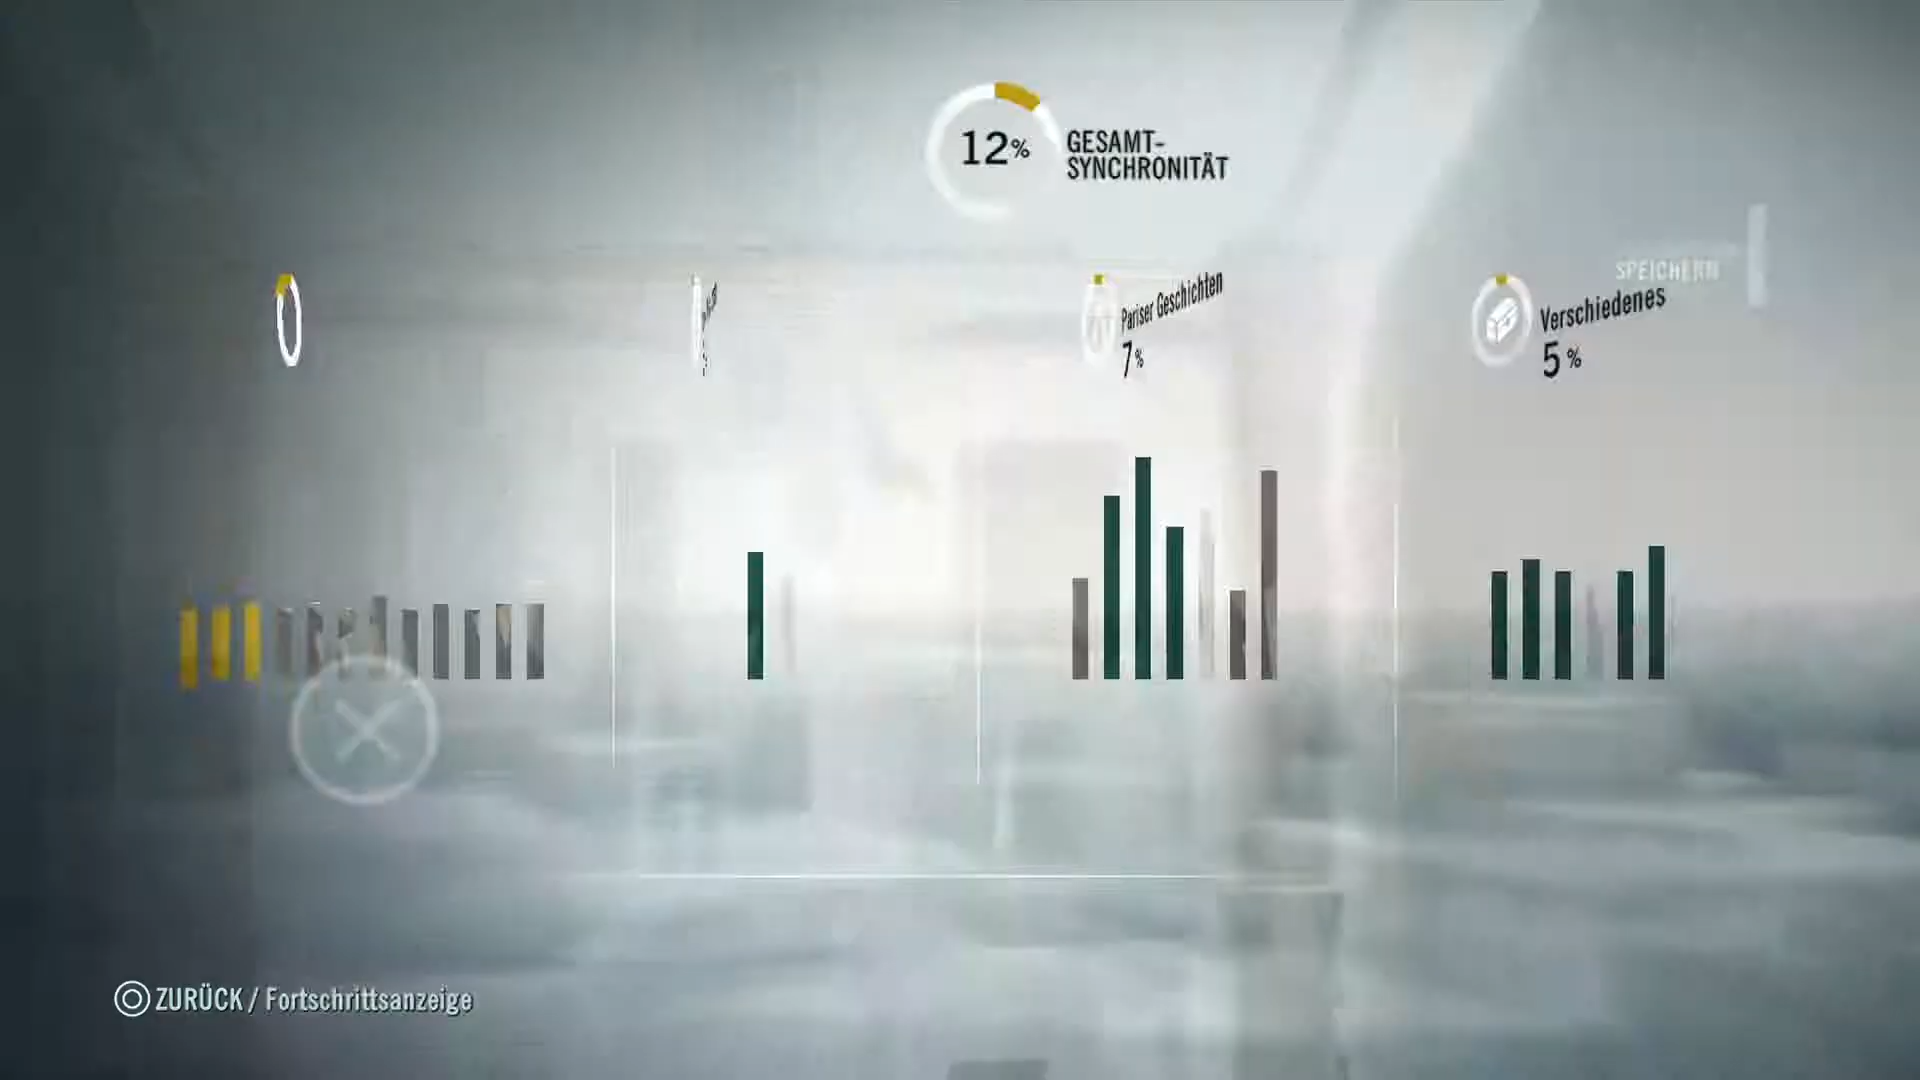 12%
GESAMT-
SYNCHRONITÄT
SPEICHERN
Pariser Geschichten
7%
Verschiedenes
5%
ZURÜCK / Fortschrittsanzeige